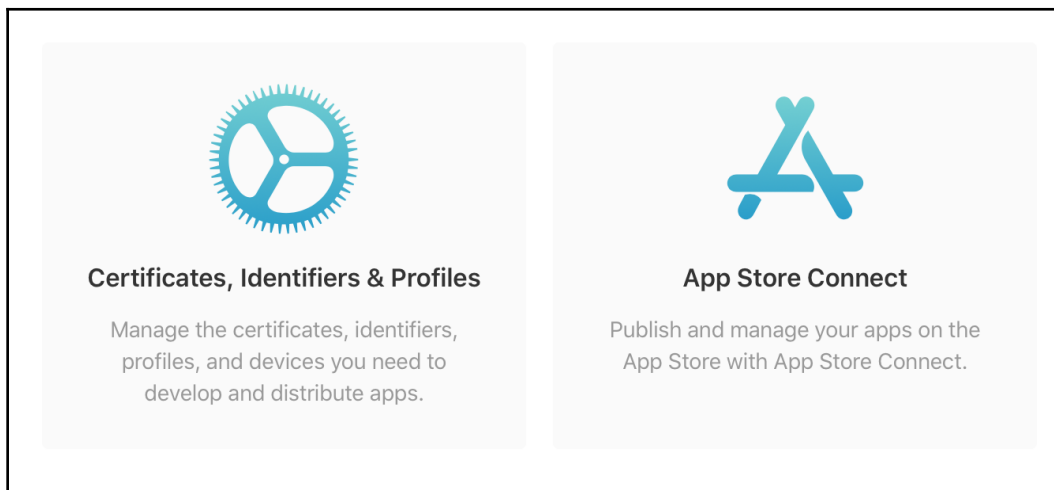 Certificates, Identifiers & Profiles
Manage the certificates, identifiers,
profiles, and devices you need to
develop and distribute apps.
App Store Connect
Publish and manage your apps on the
App Store with App Store Connect.